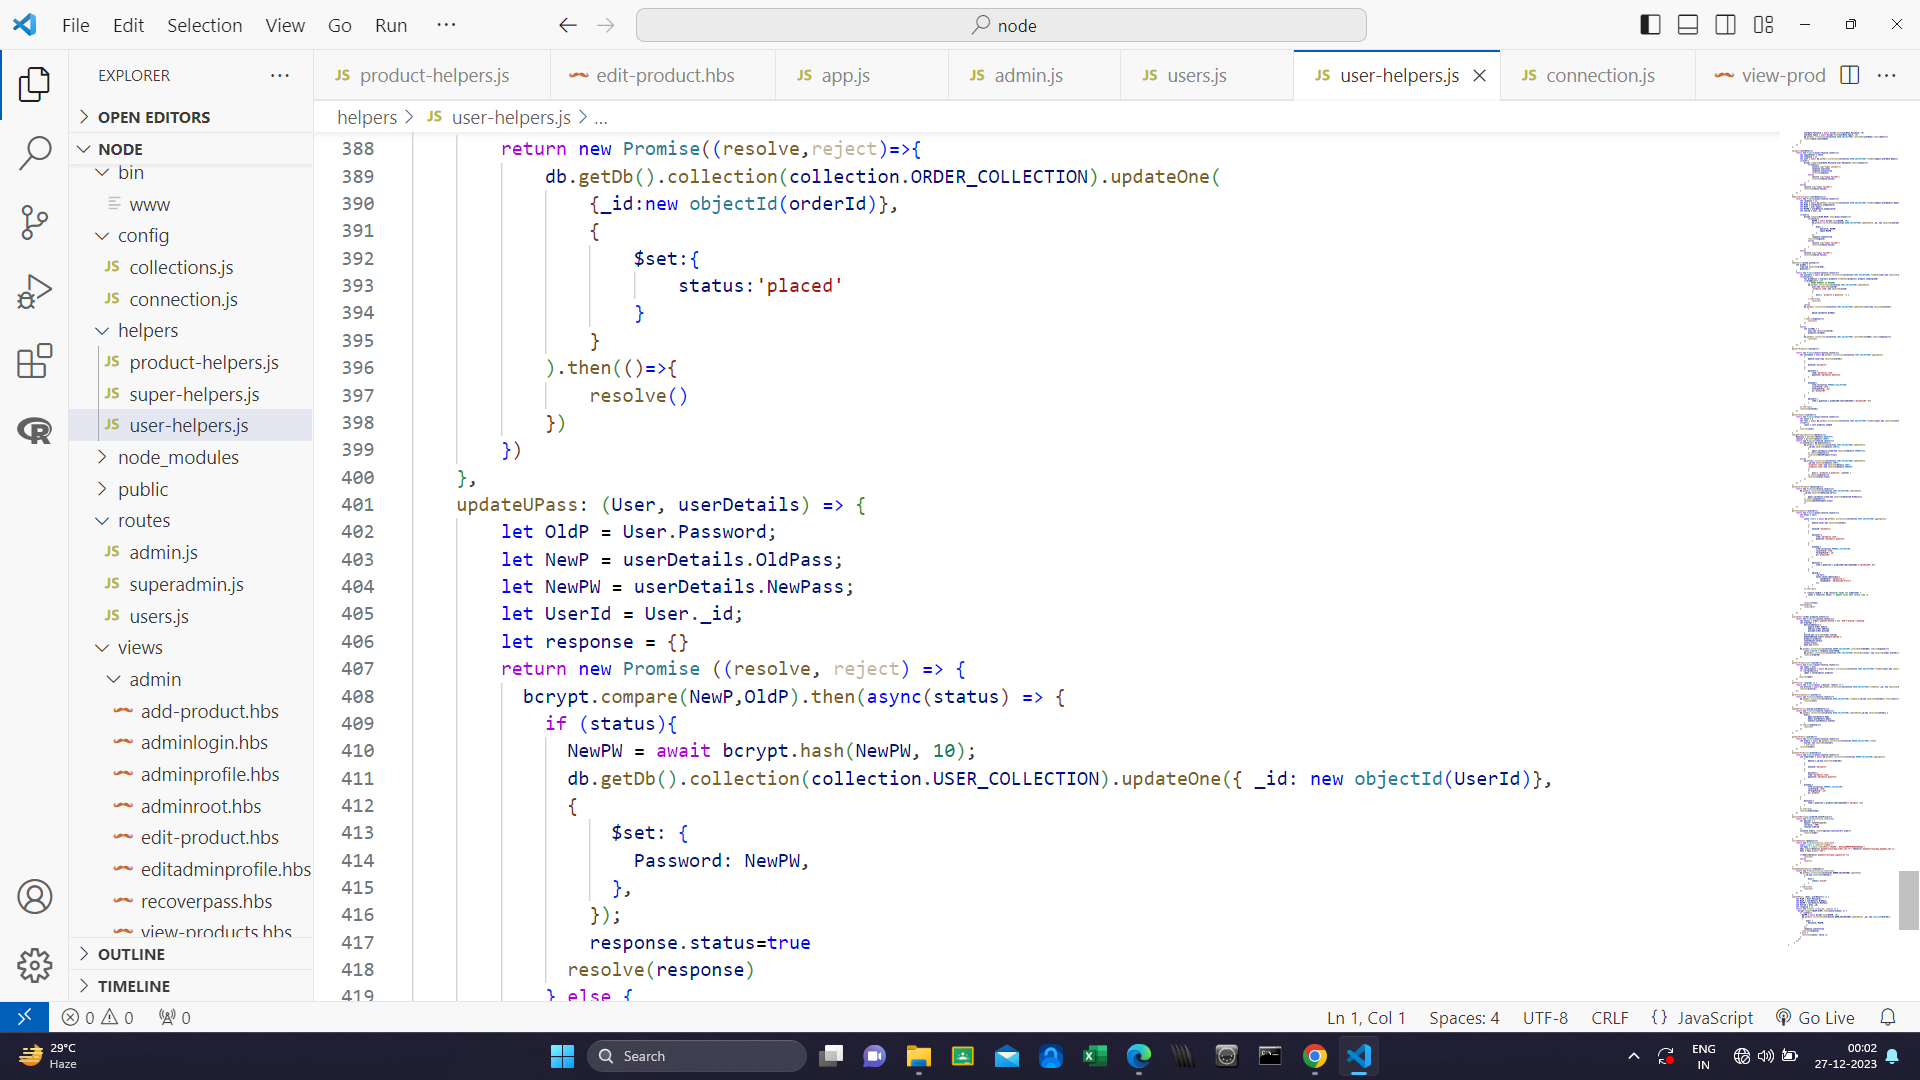 File Edit Selection View Go Run ··· node
EXPLORER ···
OPEN EDITORS
NODE
bin
www
config
JS collections.js
JS connection.js
helpers
JS product-helpers.js
JS super-helpers.js
JS user-helpers.js
node_modules
public
routes
JS admin.js
JS superadmin.js
JS users.js
views
admin
add-product.hbs
adminlogin.hbs
adminprofile.hbs
adminroot.hbs
edit-product.hbs
editadminprofile.hbs
recoverpass.hbs
view-products.hbs
OUTLINE
TIMELINE
JS product-helpers.js edit-product.hbs JS app.js JS admin.js JS users.js JS user-helpers.js JS connection.js view-prod ···
helpers > JS user-helpers.js > ...
388 return new Promise((resolve,reject)=>{
389 db.getDb().collection(collection.ORDER_COLLECTION).updateOne(
390 {_id:new objectId(orderId)},
391 {
392 $set:{
393 status:'placed'
394 }
395 }
396 ).then(()=>{
397 resolve()
398 })
399 })
400 },
401 updateUPass: (User, userDetails) => {
402 let OldP = User.Password;
403 let NewP = userDetails.OldPass;
404 let NewPW = userDetails.NewPass;
405 let UserId = User._id;
406 let response = {}
407 return new Promise ((resolve, reject) => {
408 bcrypt.compare(NewP,OldP).then(async(status) => {
409 if (status){
410 NewPW = await bcrypt.hash(NewPW, 10);
411 db.getDb().collection(collection.USER_COLLECTION).updateOne({ _id: new objectId(UserId)},
412 {
413 $set: {
414 Password: NewPW,
415 },
416 });
417 response.status=true
418 resolve(response)
419 } else {
0 0 0 Ln 1, Col 1 Spaces: 4 UTF-8 CRLF {} JavaScript Go Live
29°C
Haze
Search
ENG
IN
00:02
27-12-2023